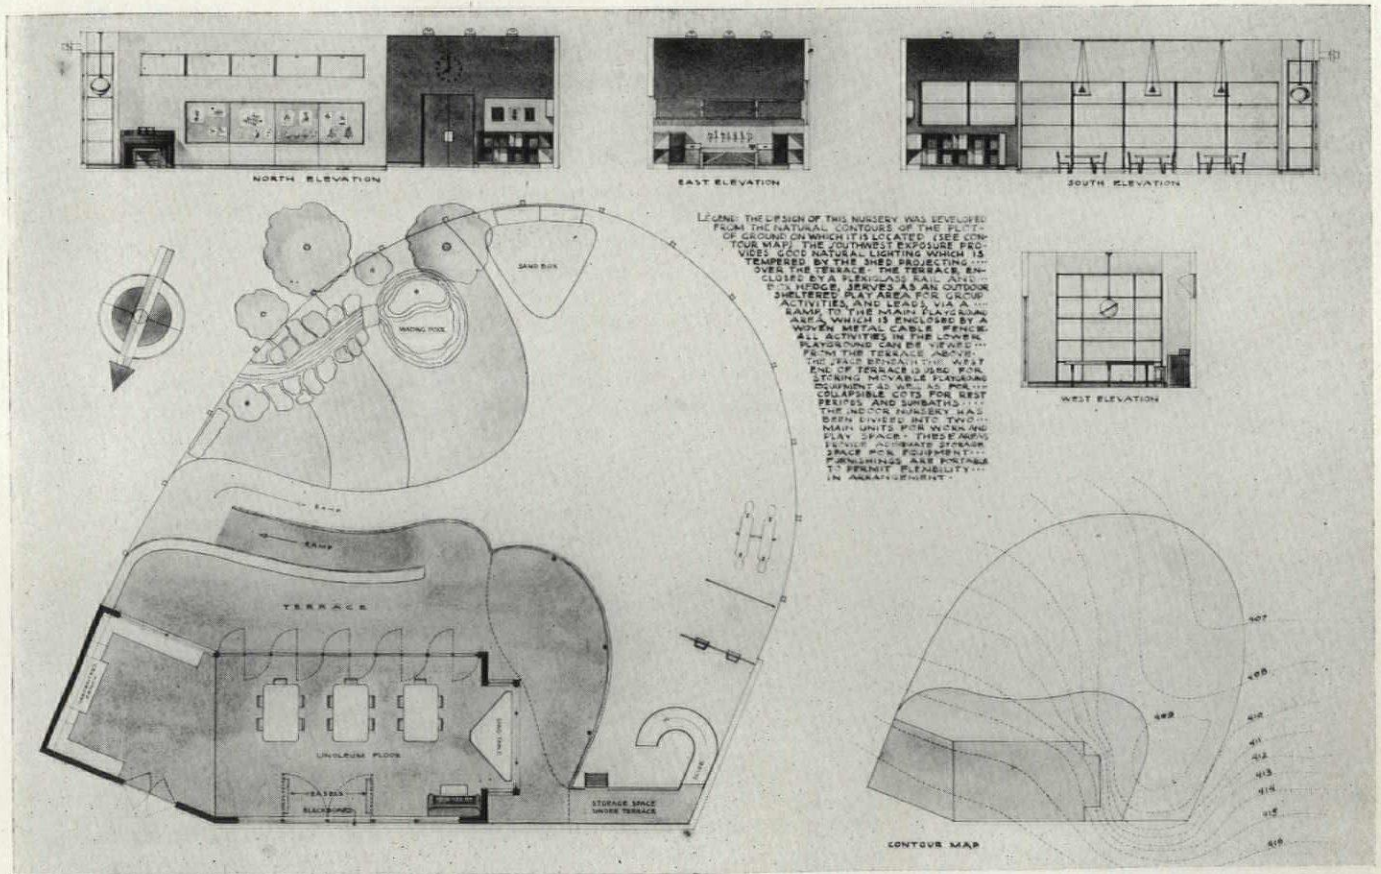 NORTH ELEVATION
EAST ELEVATION
SOUTH ELEVATION
LEGEND: THE DESIGN OF THIS NURSERY WAS DEVELOPED
FROM THE NATURAL CONTOURS OF THE PLOT-
OF GROUND ON WHICH IT IS LOCATED (SEE CON-
TOUR MAP) THE SOUTHWEST EXPOSURE PRO-
VIDES GOOD NATURAL LIGHTING WHICH IS
TEMPERED BY THE SHED PROJECTING ....
OVER THE TERRACE - THE TERRACE, EN-
CLOSED BY A PLEXIGLASS RAIL AND ...
BOX HEDGE, SERVES AS AN OUTDOOR
SHELTERED PLAY AREA FOR GROUP
ACTIVITIES, AND LEADS, VIA A ....
RAMP, TO THE MAIN PLAYGROUND
AREA, WHICH IS ENCLOSED BY A
WOVEN METAL CABLE FENCE.
ALL ACTIVITIES IN THE LOWER
PLAYGROUND CAN BE VIEWED ...
FROM THE TERRACE ABOVE.
THE SPACE BENEATH THE WEST
END OF TERRACE IS USED FOR
STORING MOVABLE PLAYGROUND
EQUIPMENT AS WELL AS FOR ...
COLLAPSIBLE COTS FOR REST
PERIODS AND SUNBATHS ....
THE INDOOR NURSERY HAS
BEEN DIVIDED INTO TWO ...
MAIN UNITS FOR WORK AND
PLAY SPACE - THESE AREAS
PROVIDE ADEQUATE STORAGE
SPACE FOR EQUIPMENT ...
FURNISHINGS ARE PORTABLE
TO PERMIT FLEXIBILITY ...
IN ARRANGEMENT -
WEST ELEVATION
SAND BOX
WADING POOL
RAMP
RAMP
TERRACE
LINOLEUM FLOOR
SAND TABLE
EASELS
BLACKBOARD
SLIDE
STORAGE SPACE
UNDER TERRACE
407
408
409
410
411
412
413
414
415
416
CONTOUR MAP